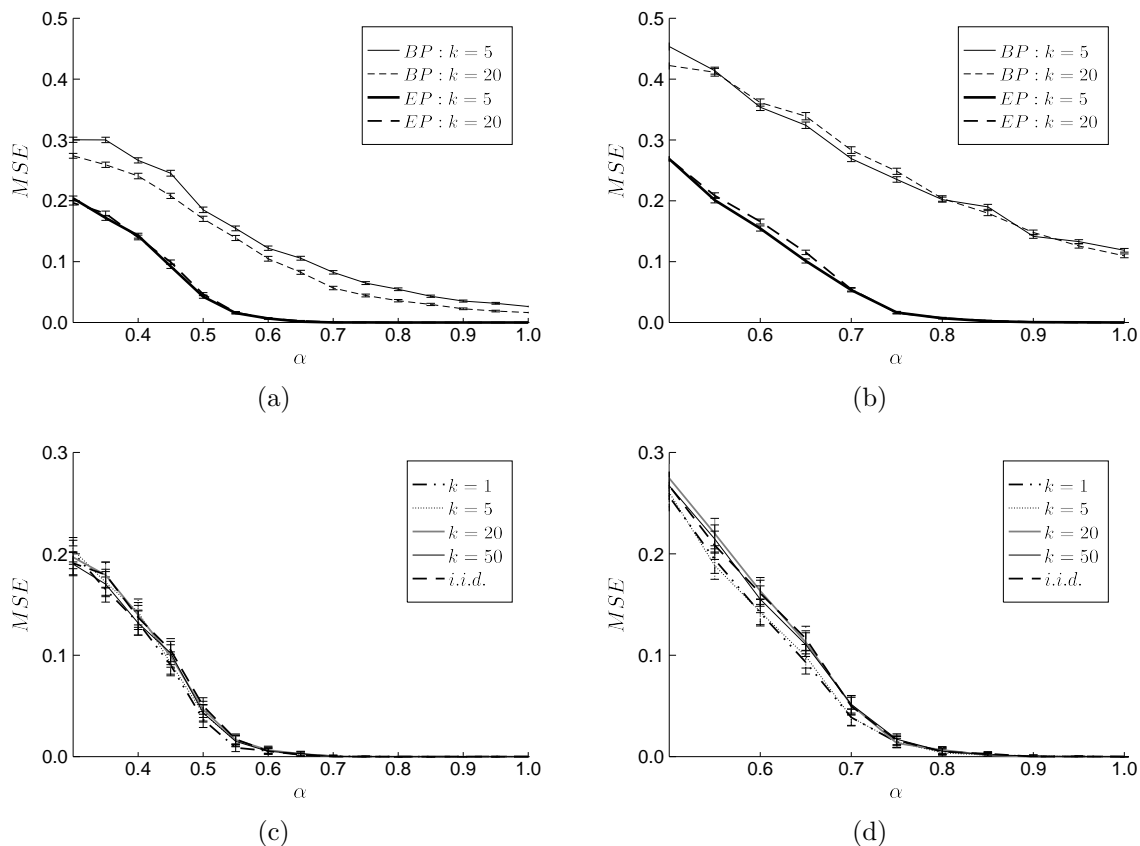 0.5
0.4
0.3
0.2
0.1
0.0
MSE
0.4 0.5 0.6 0.7 0.8 0.9 1.0
α
BP : k = 5
BP : k = 20
EP : k = 5
EP : k = 20
(a)
0.5
0.4
0.3
0.2
0.1
0.0
MSE
0.6 0.7 0.8 0.9 1.0
α
BP : k = 5
BP : k = 20
EP : k = 5
EP : k = 20
(b)
0.3
0.2
0.1
0.0
MSE
0.4 0.5 0.6 0.7 0.8 0.9 1.0
α
k = 1
k = 5
k = 20
k = 50
i.i.d.
(c)
0.3
0.2
0.1
0.0
MSE
0.6 0.7 0.8 0.9 1.0
α
k = 1
k = 5
k = 20
k = 50
i.i.d.
(d)